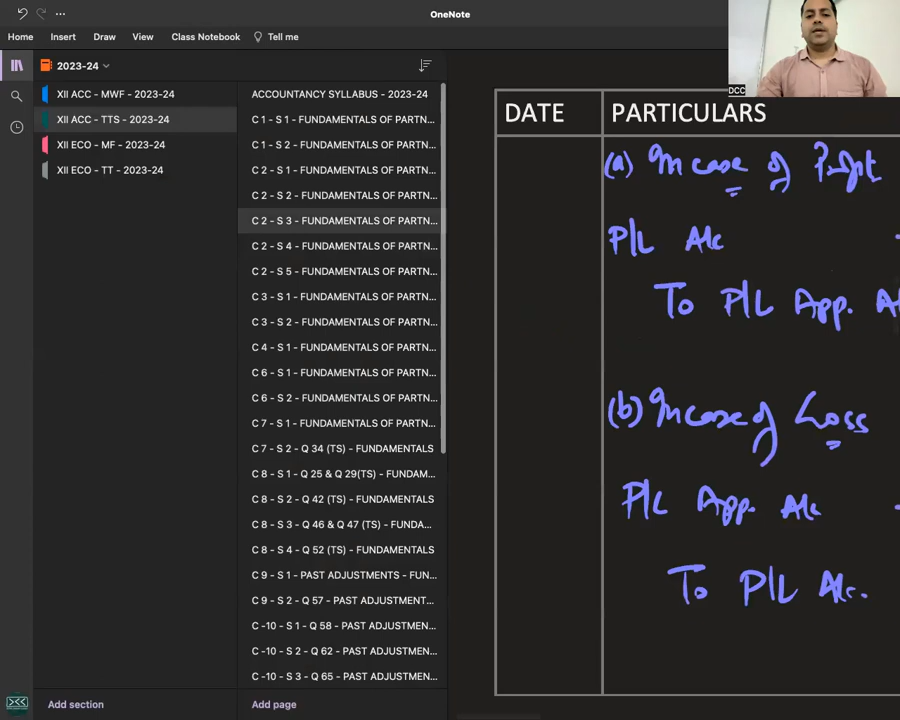 OneNote
Home Insert Draw View Class Notebook Tell me
2023-24
XII ACC - MWF - 2023-24
XII ACC - TTS - 2023-24
XII ECO - MF - 2023-24
XII ECO - TT - 2023-24
Add section
ACCOUNTANCY SYLLABUS - 2023-24
C 1 - S 1 - FUNDAMENTALS OF PARTN...
C 1 - S 2 - FUNDAMENTALS OF PARTN...
C 2 - S 1 - FUNDAMENTALS OF PARTN...
C 2 - S 2 - FUNDAMENTALS OF PARTN...
C 2 - S 3 - FUNDAMENTALS OF PARTN...
C 2 - S 4 - FUNDAMENTALS OF PARTN...
C 2 - S 5 - FUNDAMENTALS OF PARTN...
C 3 - S 1 - FUNDAMENTALS OF PARTN...
C 3 - S 2 - FUNDAMENTALS OF PARTN...
C 4 - S 1 - FUNDAMENTALS OF PARTN...
C 6 - S 1 - FUNDAMENTALS OF PARTN...
C 6 - S 2 - FUNDAMENTALS OF PARTN...
C 7 - S 1 - FUNDAMENTALS OF PARTN...
C 7 - S 2 - Q 34 (TS) - FUNDAMENTALS
C 8 - S 1 - Q 25 & Q 29(TS) - FUNDAM...
C 8 - S 2 - Q 42 (TS) - FUNDAMENTALS
C 8 - S 3 - Q 46 & Q 47 (TS) - FUNDA...
C 8 - S 4 - Q 52 (TS) - FUNDAMENTALS
C 9 - S 1 - PAST ADJUSTMENTS - FUN...
C 9 - S 2 - Q 57 - PAST ADJUSTMENT...
C -10 - S 1 - Q 58 - PAST ADJUSTMEN...
C -10 - S 2 - Q 62 - PAST ADJUSTMEN...
C -10 - S 3 - Q 65 - PAST ADJUSTMEN...
Add page
DCC
DATE PARTICULARS
(a) In case of Profit
P/L A/c
To P/L App. A/c
(b) In case of Loss
P/L App. A/c
To P/L A/c.